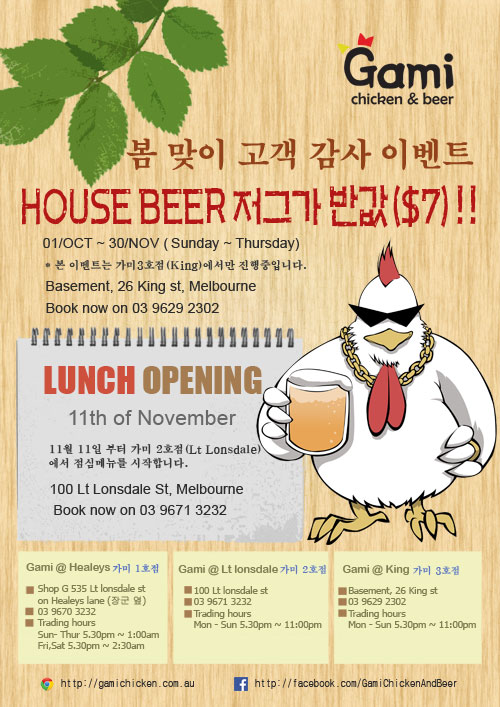 Gami
chicken & beer
봄 맞이 고객 감사 이벤트
HOUSE BEER 저그가 반값($7)!!
01/OCT ~ 30/NOV ( Sunday ~ Thursday)
* 본 이벤트는 가미3호점(King)에서만 진행중입니다.
Basement, 26 King st, Melbourne
Book now on 03 9629 2302
LUNCH OPENING
11th of November
11월 11일 부터 가미 2호점(Lt Lonsdale)
에서 점심메뉴를 시작합니다.
100 Lt Lonsdale St, Melbourne
Book now on 03 9671 3232
Gami @ Healeys 가미 1호점
Shop G 535 Lt lonsdale st
on Healeys lane (장군 옆)
03 9670 3232
Trading hours
Sun- Thur 5.30pm ~ 1:00am
Fri,Sat 5.30pm ~ 2:30am
Gami @ Lt lonsdale 가미 2호점
100 Lt lonsdale st
03 9671 3232
Trading hours
Mon - Sun 5.30pm ~ 11:00pm
Gami @ King 가미 3호점
Basement, 26 King st
03 9629 2302
Trading hours
Mon - Sun 5.30pm ~ 11:00pm
http://gamichicken.com.au
http://facebook.com/GamiChickenAndBeer